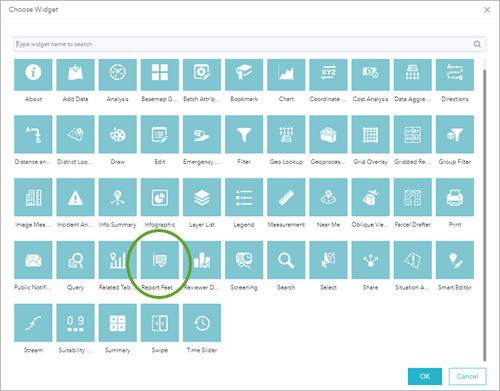 Choose Widget
Type widget name to search
About Add Data Analysis Basemap G... Batch Attrib... Bookmark Chart Coordinate ... Cost Analysis Data Aggre... Directions
XYZ
Distance an... District Loo... Draw Edit Emergency ... Filter Geo Lookup Geoproces... Grid Overlay Gridded Re... Group Filter
Image Mea... Incident An... Info Summary Infographic Layer List Legend Measurement Near Me Oblique Vie... Parcel Drafter Print
Public Notifi... Query Related Tab... Report Feat... Reviewer D... Screening Search Select Share Situation A... Smart Editor
09
Stream Suitability ... Summary Swipe Time Slider
OK Cancel